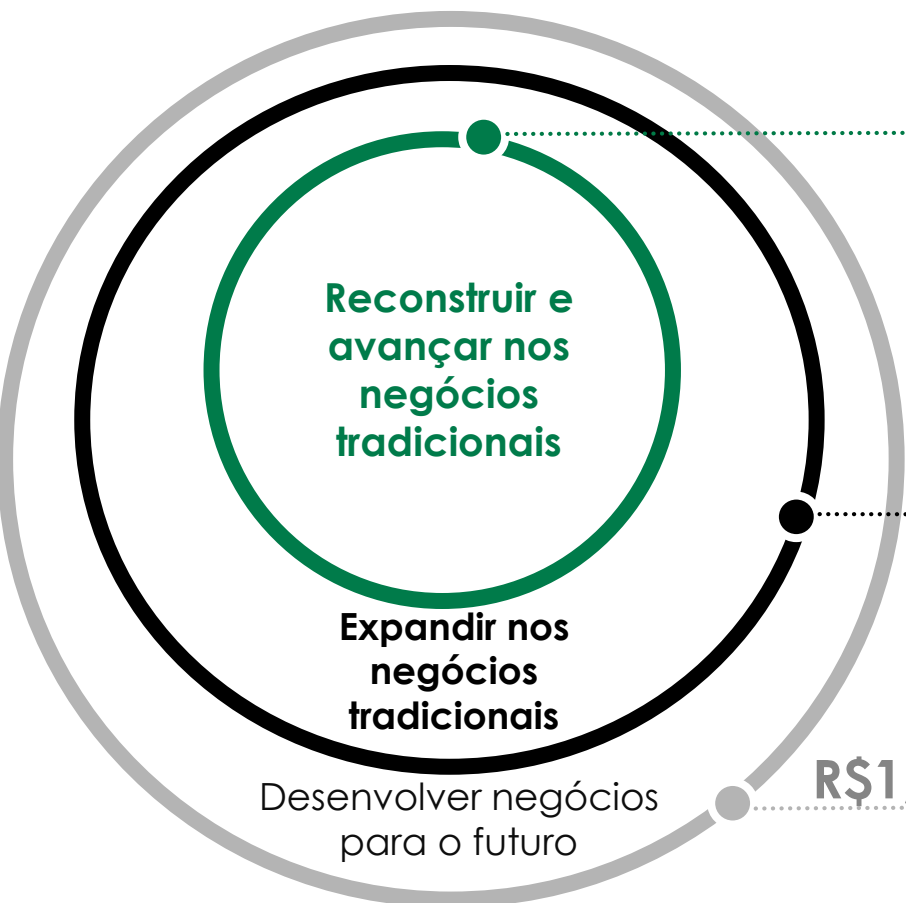 Reconstruir e
avançar nos
negócios
tradicionais
Expandir nos
negócios
tradicionais
R$1
Desenvolver negócios
para o futuro